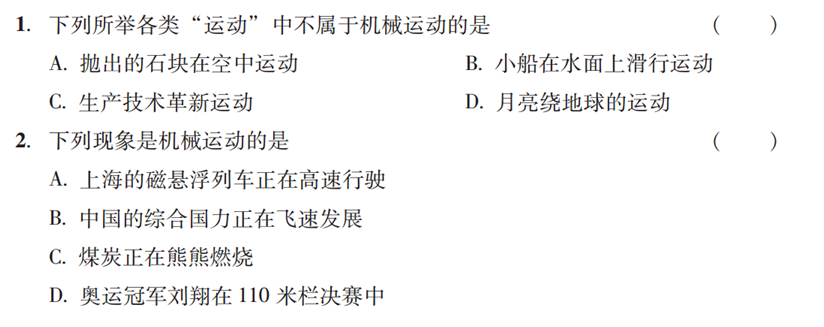 1. 下列所举各类“运动”中不属于机械运动的是 (    )
A. 抛出的石块在空中运动 B. 小船在水面上滑行运动
C. 生产技术革新运动 D. 月亮绕地球的运动
2. 下列现象是机械运动的是 (    )
A. 上海的磁悬浮列车正在高速行驶
B. 中国的综合国力正在飞速发展
C. 煤炭正在熊熊燃烧
D. 奥运冠军刘翔在 110 米栏决赛中